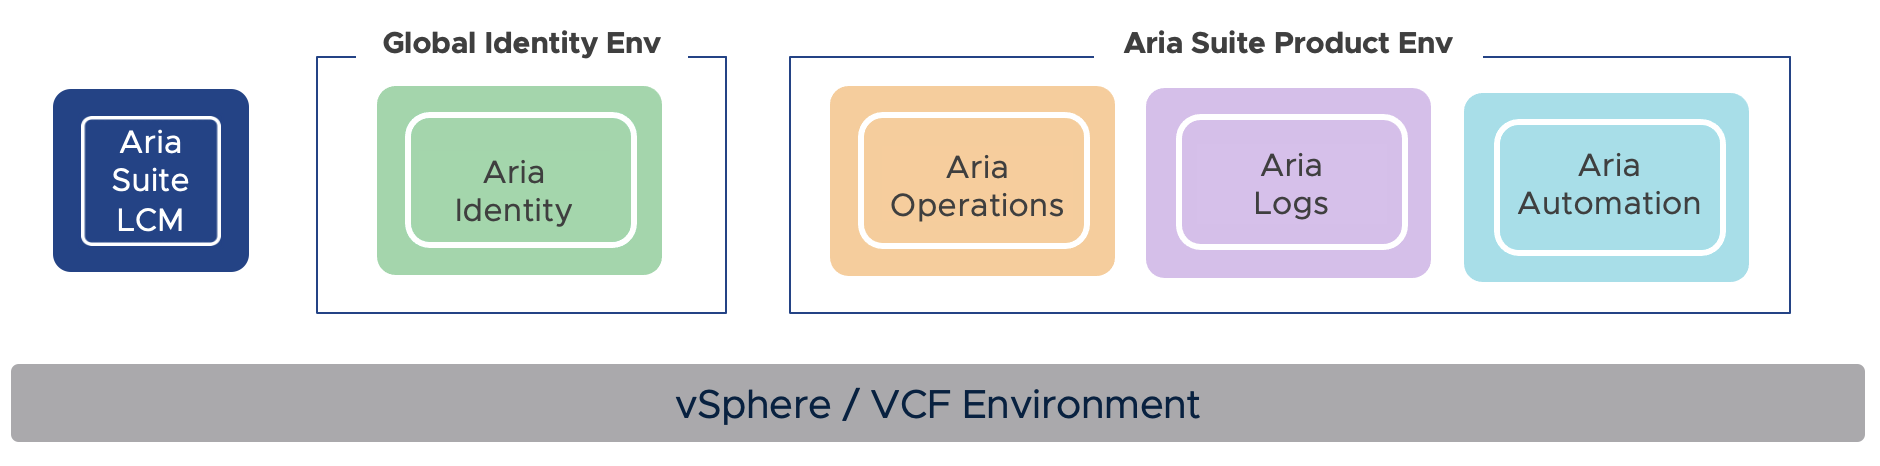 Global Identity Env
Aria Suite Product Env
Aria
Suite
LCM
Aria
Identity
Aria
Operations
Aria
Logs
Aria
Automation
vSphere / VCF Environment